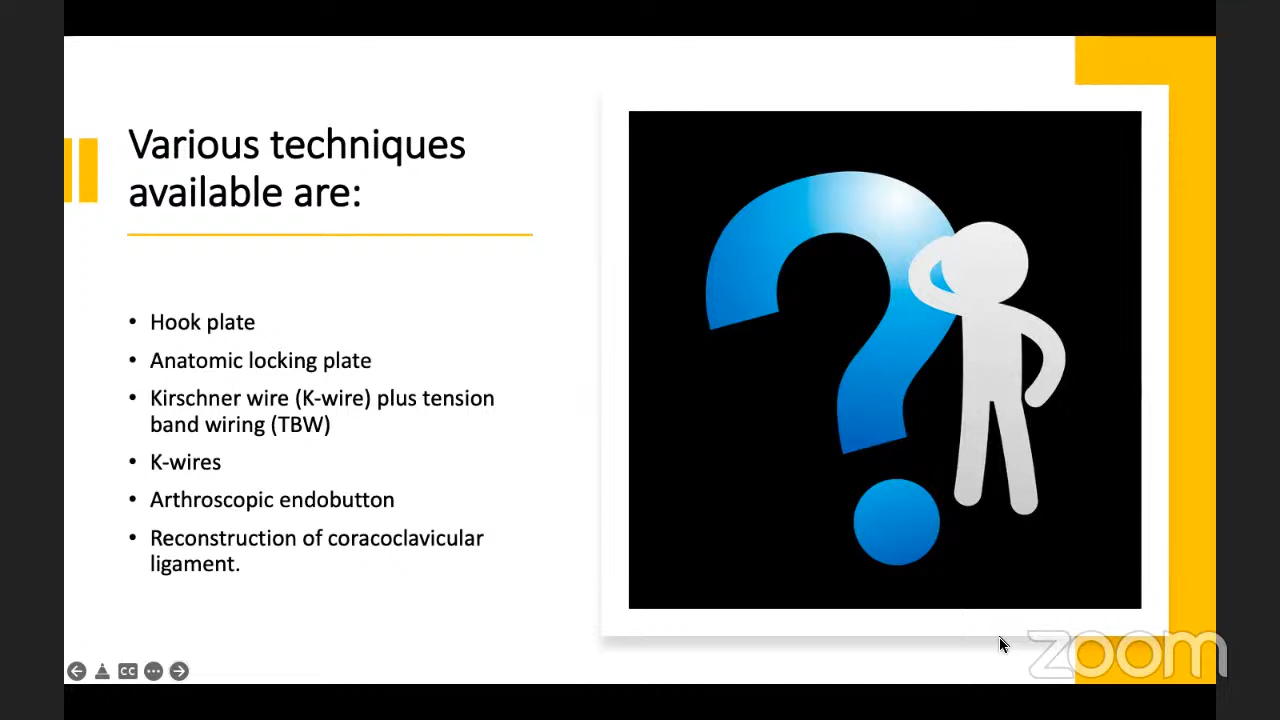 Various techniques
available are:
• Hook plate
• Anatomic locking plate
• Kirschner wire (K-wire) plus tension
band wiring (TBW)
• K-wires
• Arthroscopic endobutton
• Reconstruction of coracoclavicular
ligament.
?
CC
zoom